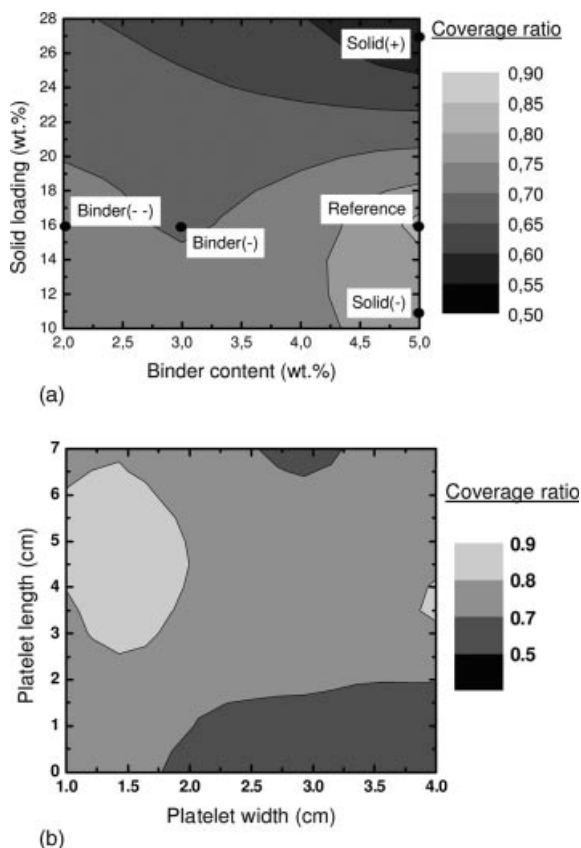 28
26
24
22
20
18
16
14
12
10
Solid loading (wt.%)
Solid(+)
Binder(- -)
Binder(-)
Reference
Solid(-)
2,0 2,5 3,0 3,5 4,0 4,5 5,0
Binder content (wt.%)
(a)
Coverage ratio
0,90
0,80
0,75
0,70
0,65
0,60
0,55
0,50
7
6
5
4
3
2
1
0
Platelet length (cm)
1.0 1.5 2.0 2.5 3.0 3.5 4.0
Platelet width (cm)
(b)
Coverage ratio
0.9
0.8
0.7
0.5